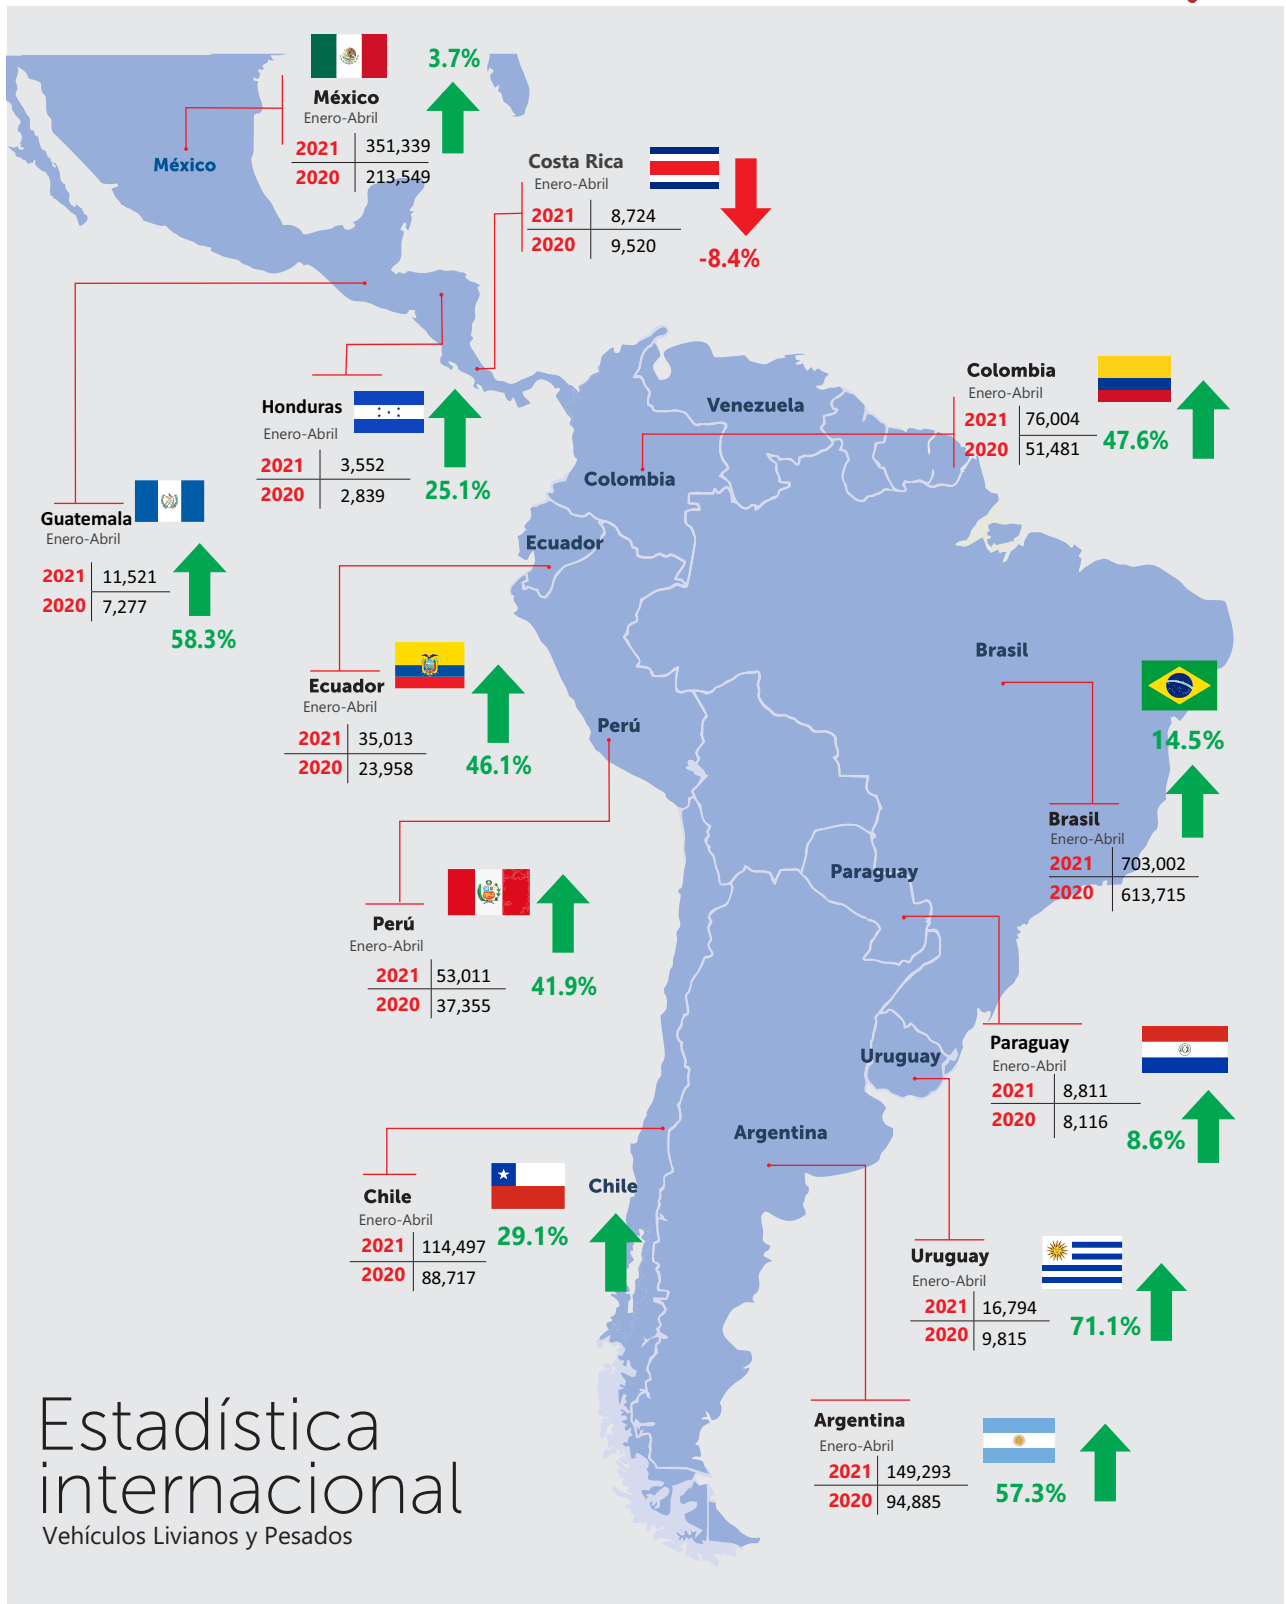 México
Enero-Abril
2021 351,339
2020 213,549
3.7%
México
Costa Rica
Enero-Abril
2021 8,724
2020 9,520
-8.4%
Colombia
Enero-Abril
2021 76,004
2020 51,481
47.6%
Venezuela
Colombia
Honduras
Enero-Abril
2021 3,552
2020 2,839
25.1%
Guatemala
Enero-Abril
2021 11,521
2020 7,277
58.3%
Ecuador
Ecuador
Enero-Abril
2021 35,013
2020 23,958
46.1%
Brasil
14.5%
Brasil
Enero-Abril
2021 703,002
2020 613,715
Perú
Perú
Enero-Abril
2021 53,011
2020 37,355
41.9%
Paraguay
Paraguay
Enero-Abril
2021 8,811
2020 8,116
8.6%
Uruguay
Argentina
Chile
Chile
Enero-Abril
2021 114,497
2020 88,717
29.1%
Uruguay
Enero-Abril
2021 16,794
2020 9,815
71.1%
Argentina
Enero-Abril
2021 149,293
2020 94,885
57.3%
Estadística
internacional
Vehículos Livianos y Pesados